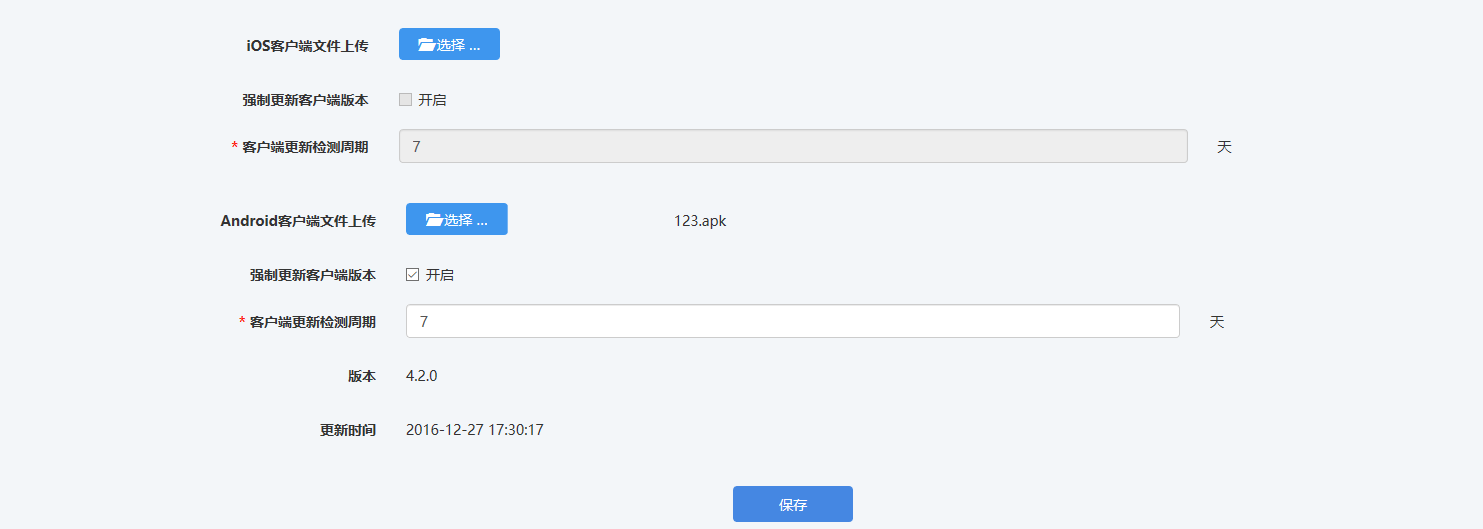 iOS客户端文件上传 选择 ...
强制更新客户端版本 开启
* 客户端更新检测周期 7 天
Android客户端文件上传 选择 ... 123.apk
强制更新客户端版本 开启
* 客户端更新检测周期 7 天
版本 4.2.0
更新时间 2016-12-27 17:30:17
保存